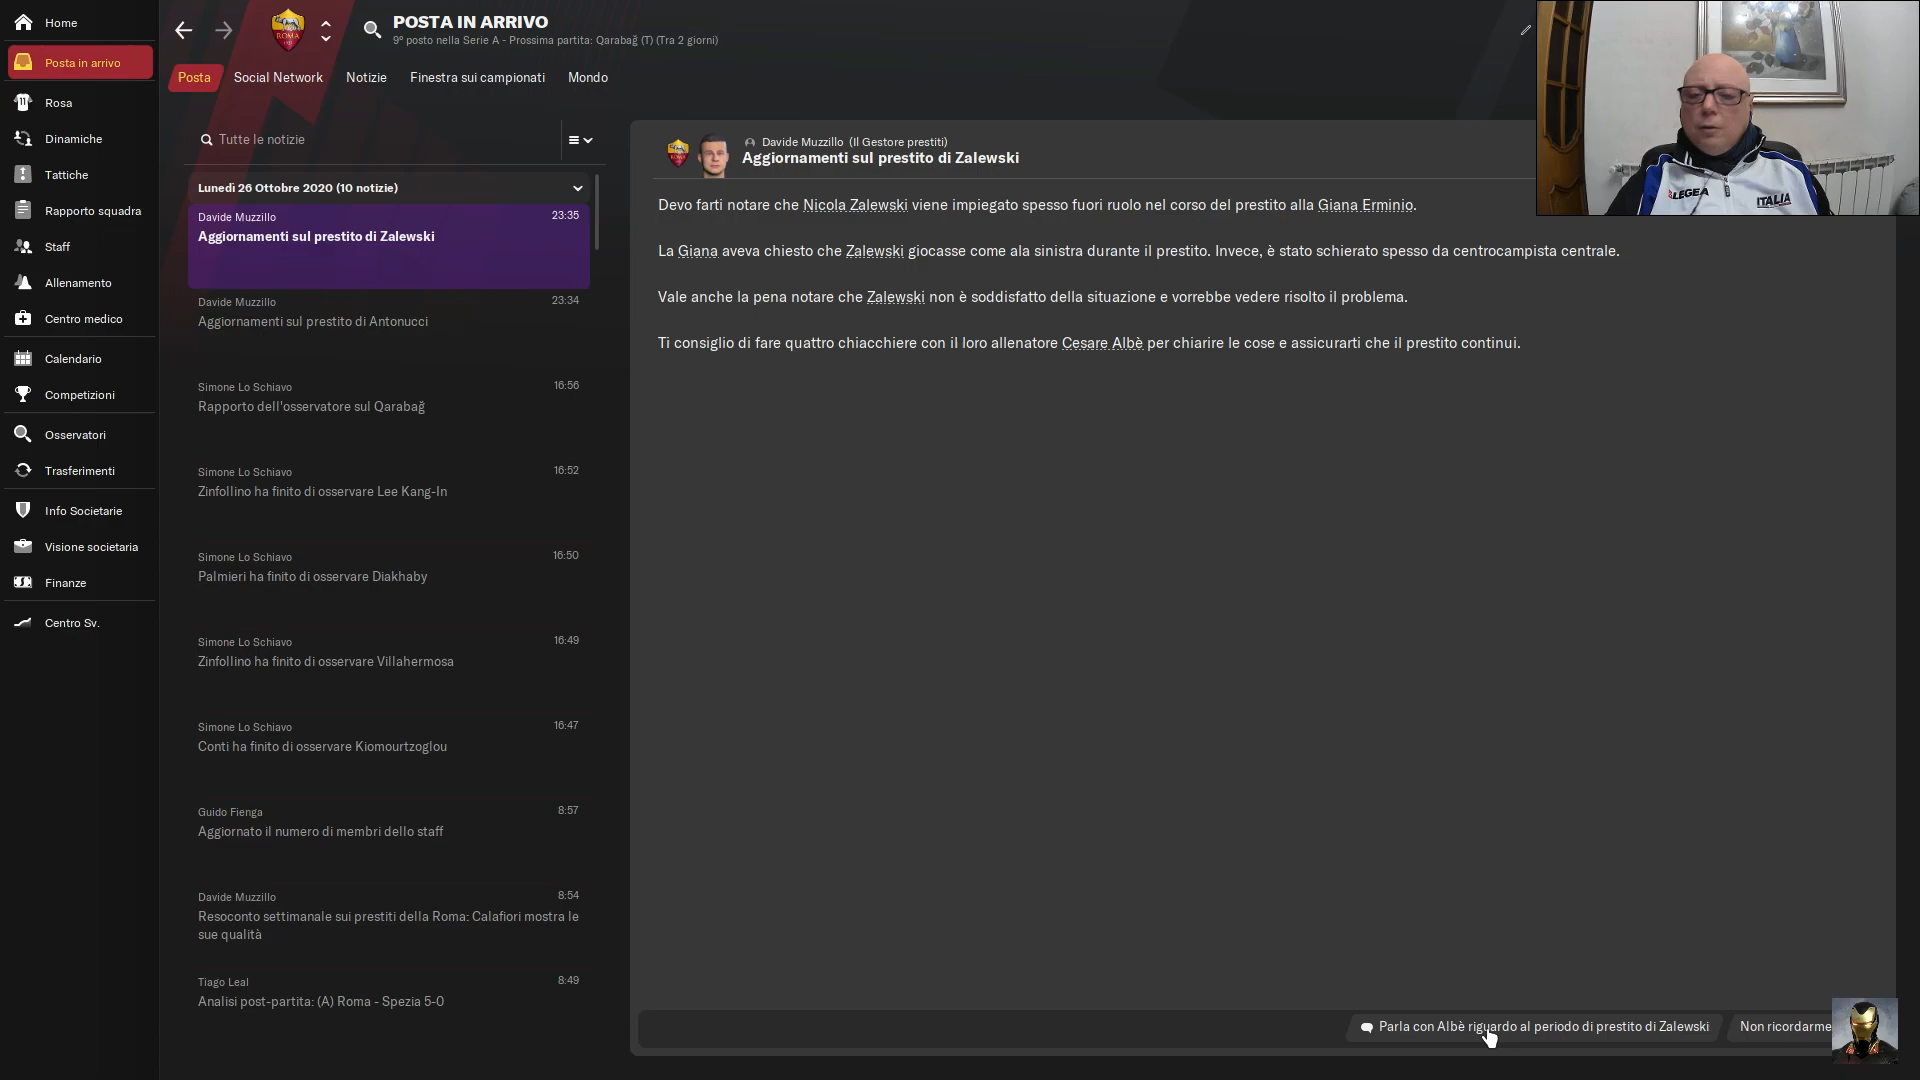 Home
Posta in arrivo
Rosa
Dinamiche
Tattiche
Rapporto squadra
Staff
Allenamento
Centro medico
Calendario
Competizioni
Osservatori
Trasferimenti
Info Societarie
Visione societaria
Finanze
Centro Sv.
ROMA
POSTA IN ARRIVO
9º posto nella Serie A - Prossima partita: Qarabağ (T) (Tra 2 giorni)
Posta Social Network Notizie Finestra sui campionati Mondo
Tutte le notizie
Lunedì 26 Ottobre 2020 (10 notizie)
Davide Muzzillo 23:35
Aggiornamenti sul prestito di Zalewski
Davide Muzzillo 23:34
Aggiornamenti sul prestito di Antonucci
Simone Lo Schiavo 16:56
Rapporto dell'osservatore sul Qarabağ
Simone Lo Schiavo 16:52
Zinfollino ha finito di osservare Lee Kang-In
Simone Lo Schiavo 16:50
Palmieri ha finito di osservare Diakhaby
Simone Lo Schiavo 16:49
Zinfollino ha finito di osservare Villahermosa
Simone Lo Schiavo 16:47
Conti ha finito di osservare Kiomourtzoglou
Guido Fienga 8:57
Aggiornato il numero di membri dello staff
Davide Muzzillo 8:54
Resoconto settimanale sui prestiti della Roma: Calafiori mostra le
sue qualità
Tiago Leal 8:49
Analisi post-partita: (A) Roma - Spezia 5-0
Davide Muzzillo (Il Gestore prestiti)
Aggiornamenti sul prestito di Zalewski
Devo farti notare che Nicola Zalewski viene impiegato spesso fuori ruolo nel corso del prestito alla Giana Erminio.
La Giana aveva chiesto che Zalewski giocasse come ala sinistra durante il prestito. Invece, è stato schierato spesso da centrocampista centrale.
Vale anche la pena notare che Zalewski non è soddisfatto della situazione e vorrebbe vedere risolto il problema.
Ti consiglio di fare quattro chiacchiere con il loro allenatore Cesare Albè per chiarire le cose e assicurarti che il prestito continui.
Parla con Albè riguardo al periodo di prestito di Zalewski
Non ricordarme
LEGEA
ITALIA